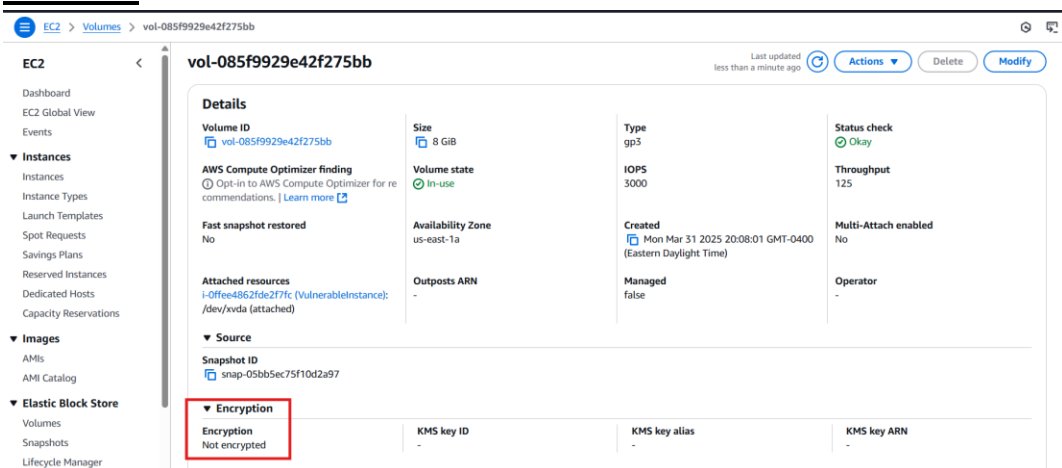 EC2 > Volumes > vol-085f9929e42f275bb
EC2
Dashboard
EC2 Global View
Events
Instances
Instances
Instance Types
Launch Templates
Spot Requests
Savings Plans
Reserved Instances
Dedicated Hosts
Capacity Reservations
Images
AMIs
AMI Catalog
Elastic Block Store
Volumes
Snapshots
Lifecycle Manager
vol-085f9929e42f275bb
Last updated
less than a minute ago
Actions
Delete
Modify
Details
Volume ID
vol-085f9929e42f275bb
Size
8 GiB
Type
gp3
Status check
Okay
AWS Compute Optimizer finding
Opt-in to AWS Compute Optimizer for re
commendations. | Learn more
Volume state
In-use
IOPS
3000
Throughput
125
Fast snapshot restored
No
Availability Zone
us-east-1a
Created
Mon Mar 31 2025 20:08:01 GMT-0400
(Eastern Daylight Time)
Multi-Attach enabled
No
Attached resources
i-0ffee4862fde2f7fc (VulnerableInstance):
/dev/xvda (attached)
Outposts ARN
-
Managed
false
Operator
-
Source
Snapshot ID
snap-05bb5ec75f10d2a97
Encryption
Encryption
Not encrypted
KMS key ID
-
KMS key alias
-
KMS key ARN
-